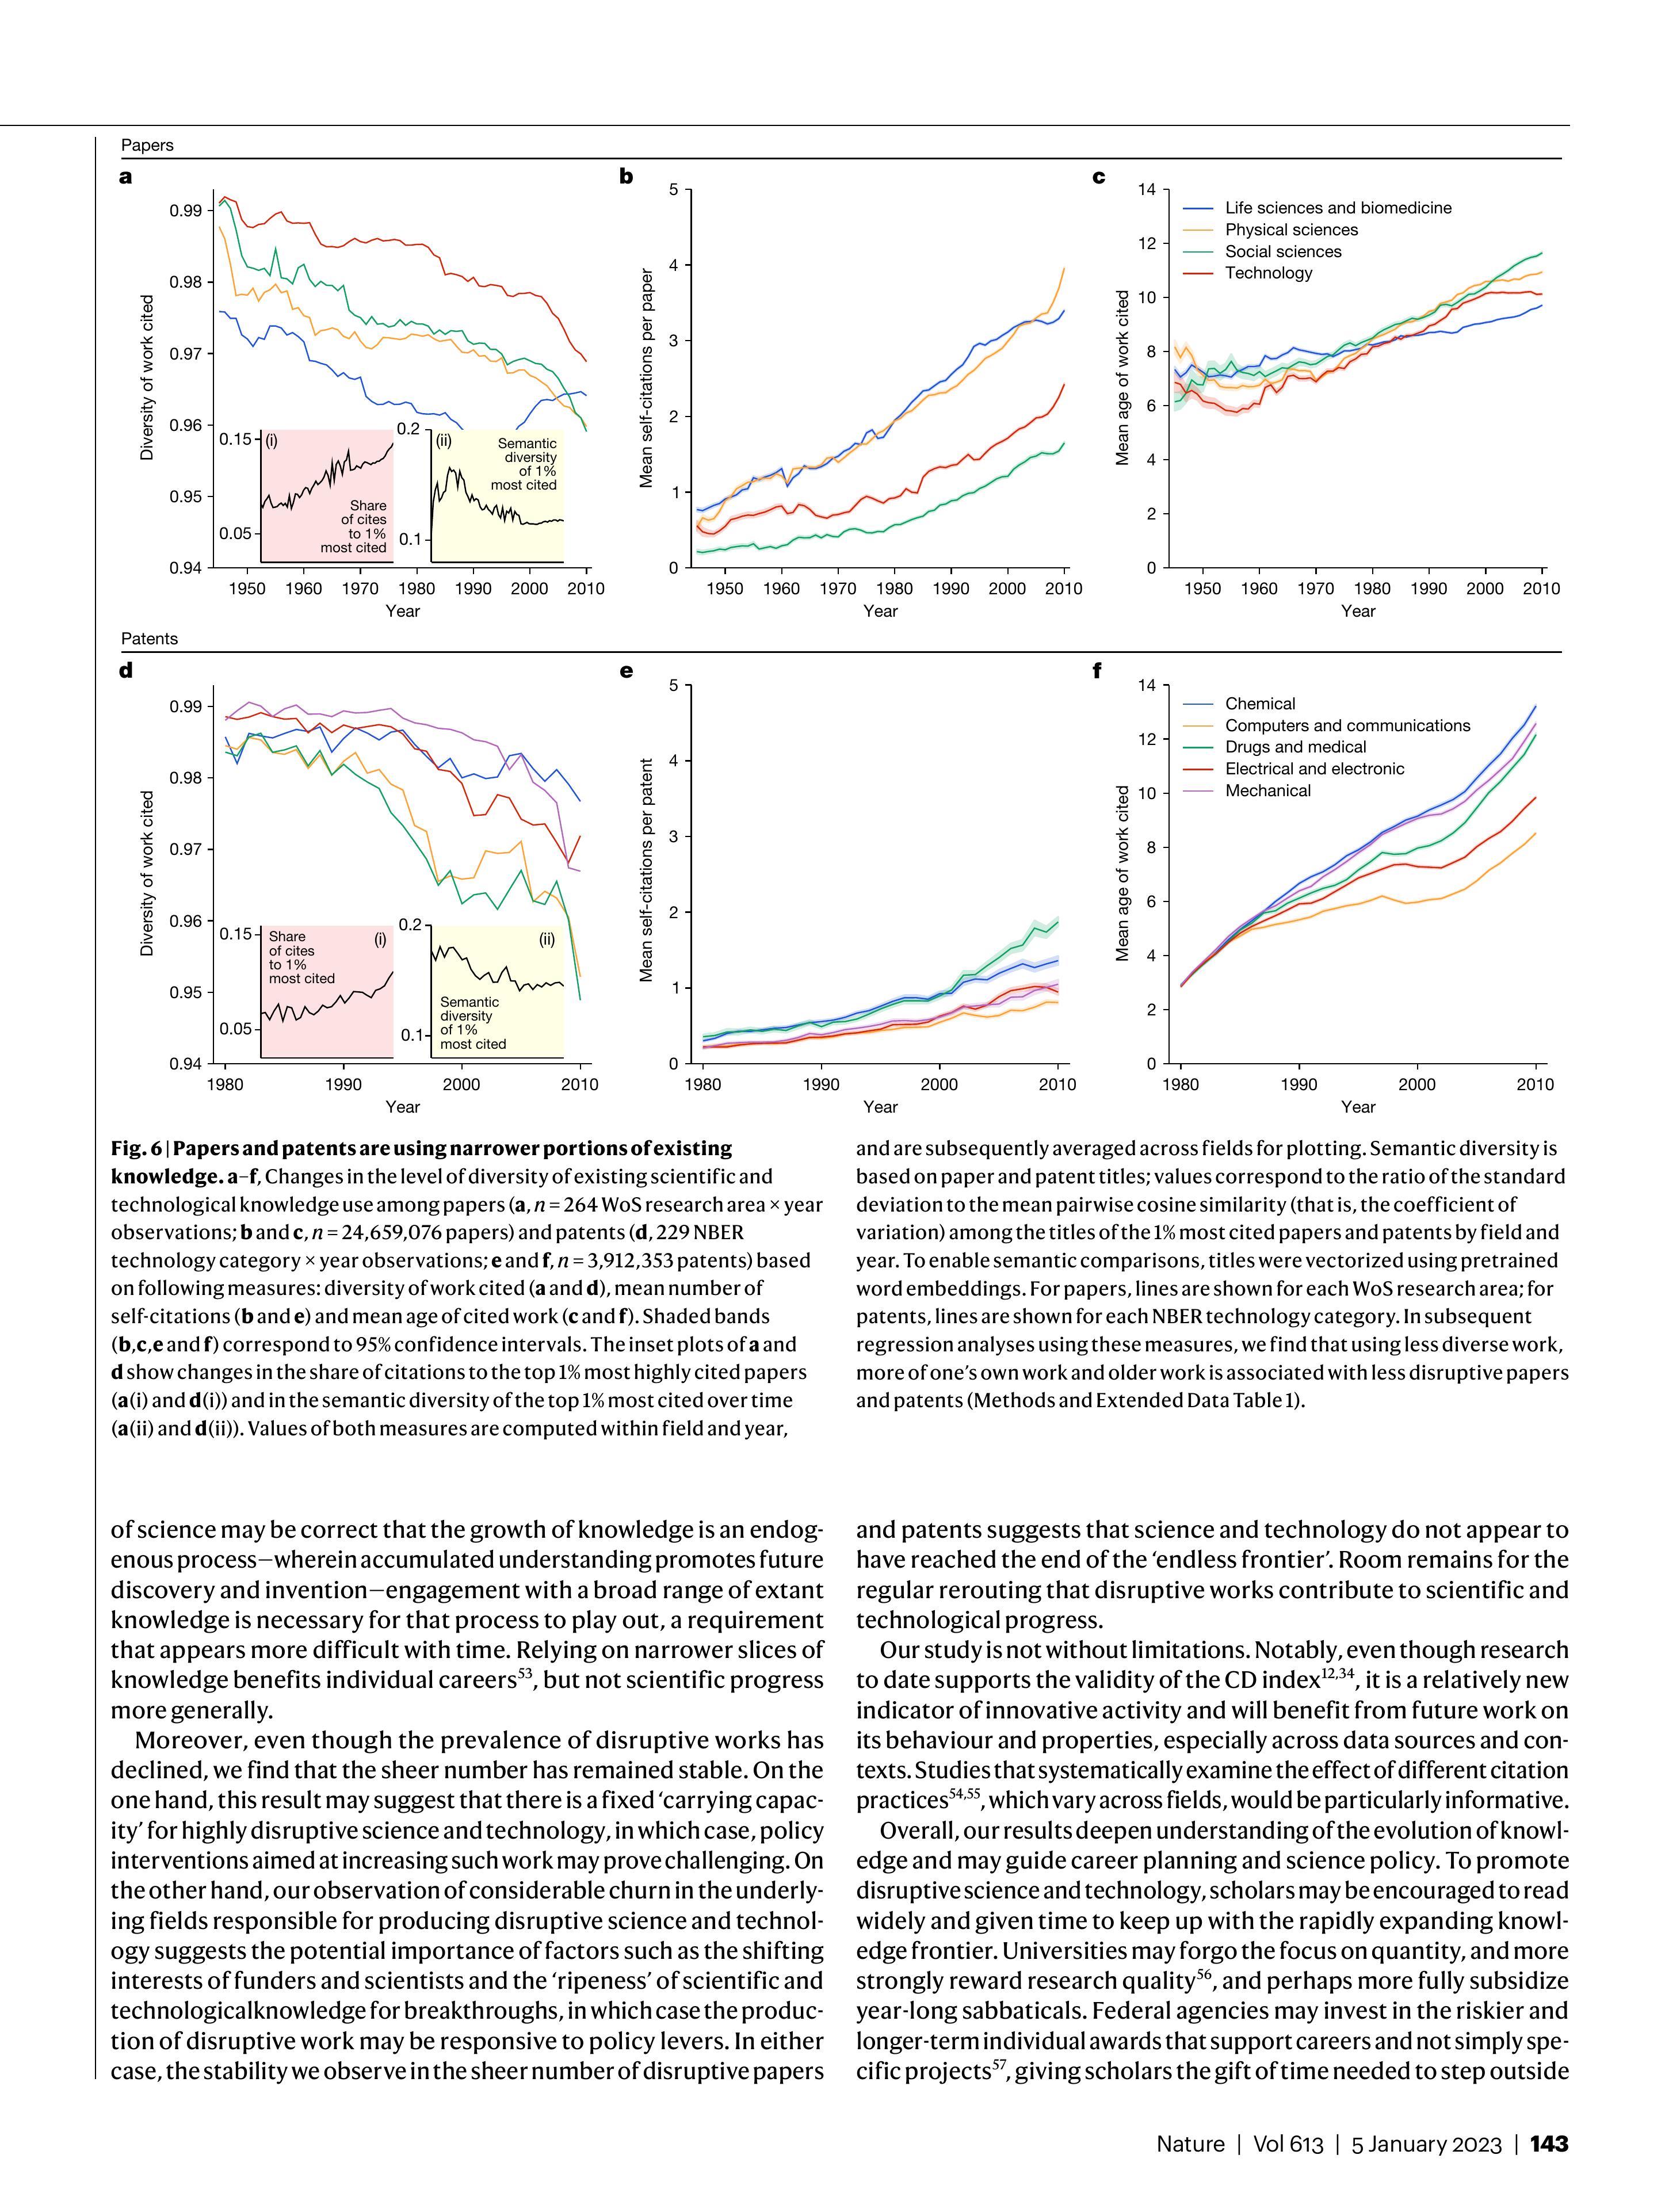 Papers
a
Diversity of work cited
0.99
0.98
0.97
0.96
0.95
0.94
0.15
0.05
(i)
Share
of cites
to 1%
most cited
0.2
0.1
(ii)
Semantic
diversity
of 1%
most cited
1950 1960 1970 1980 1990 2000 2010
Year
b
Mean self-citations per paper
5
4
3
2
1
0
1950 1960 1970 1980 1990 2000 2010
Year
c
Mean age of work cited
14
12
10
8
6
4
2
0
Life sciences and biomedicine
Physical sciences
Social sciences
Technology
1950 1960 1970 1980 1990 2000 2010
Year
Patents
d
Diversity of work cited
0.99
0.98
0.97
0.96
0.95
0.94
0.15
0.05
Share
of cites
to 1%
most cited
(i)
0.2
0.1
(ii)
Semantic
diversity
of 1%
most cited
1980 1990 2000 2010
Year
e
Mean self-citations per patent
5
4
3
2
1
0
1980 1990 2000 2010
Year
f
Mean age of work cited
14
12
10
8
6
4
2
0
Chemical
Computers and communications
Drugs and medical
Electrical and electronic
Mechanical
1980 1990 2000 2010
Year
Fig. 6 | Papers and patents are using narrower portions of existing
knowledge. a–f, Changes in the level of diversity of existing scientific and
technological knowledge use among papers (a, n = 264 WoS research area × year
observations; b and c, n = 24,659,076 papers) and patents (d, 229 NBER
technology category × year observations; e and f, n = 3,912,353 patents) based
on following measures: diversity of work cited (a and d), mean number of
self-citations (b and e) and mean age of cited work (c and f). Shaded bands
(b,c,e and f) correspond to 95% confidence intervals. The inset plots of a and
d show changes in the share of citations to the top 1% most highly cited papers
(a(i) and d(i)) and in the semantic diversity of the top 1% most cited over time
(a(ii) and d(ii)). Values of both measures are computed within field and year,
and are subsequently averaged across fields for plotting. Semantic diversity is
based on paper and patent titles; values correspond to the ratio of the standard
deviation to the mean pairwise cosine similarity (that is, the coefficient of
variation) among the titles of the 1% most cited papers and patents by field and
year. To enable semantic comparisons, titles were vectorized using pretrained
word embeddings. For papers, lines are shown for each WoS research area; for
patents, lines are shown for each NBER technology category. In subsequent
regression analyses using these measures, we find that using less diverse work,
more of one's own work and older work is associated with less disruptive papers
and patents (Methods and Extended Data Table 1).
of science may be correct that the growth of knowledge is an endog-
enous process—wherein accumulated understanding promotes future
discovery and invention—engagement with a broad range of extant
knowledge is necessary for that process to play out, a requirement
that appears more difficult with time. Relying on narrower slices of
knowledge benefits individual careers53, but not scientific progress
more generally.
Moreover, even though the prevalence of disruptive works has
declined, we find that the sheer number has remained stable. On the
one hand, this result may suggest that there is a fixed 'carrying capac-
ity' for highly disruptive science and technology, in which case, policy
interventions aimed at increasing such work may prove challenging. On
the other hand, our observation of considerable churn in the underly-
ing fields responsible for producing disruptive science and technol-
ogy suggests the potential importance of factors such as the shifting
interests of funders and scientists and the 'ripeness' of scientific and
technologicalknowledge for breakthroughs, in which case the produc-
tion of disruptive work may be responsive to policy levers. In either
case, the stability we observe in the sheer number of disruptive papers
and patents suggests that science and technology do not appear to
have reached the end of the 'endless frontier'. Room remains for the
regular rerouting that disruptive works contribute to scientific and
technological progress.
Our study is not without limitations. Notably, even though research
to date supports the validity of the CD index12,34, it is a relatively new
indicator of innovative activity and will benefit from future work on
its behaviour and properties, especially across data sources and con-
texts. Studies that systematically examine the effect of different citation
practices54,55, which vary across fields, would be particularly informative.
Overall, our results deepen understanding of the evolution of knowl-
edge and may guide career planning and science policy. To promote
disruptive science and technology, scholars may be encouraged to read
widely and given time to keep up with the rapidly expanding knowl-
edge frontier. Universities may forgo the focus on quantity, and more
strongly reward research quality56, and perhaps more fully subsidize
year-long sabbaticals. Federal agencies may invest in the riskier and
longer-term individual awards that support careers and not simply spe-
cific projects57, giving scholars the gift of time needed to step outside
Nature | Vol 613 | 5 January 2023 | 143